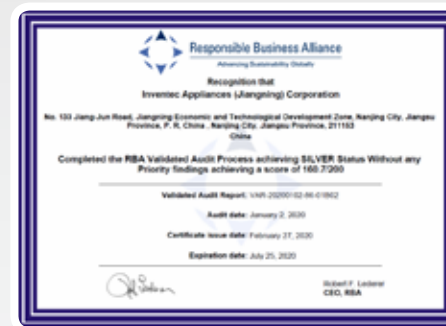 Responsible Business Alliance
Advancing Sustainability Globally
Recognition that
Inventec Appliances (Jiangning) Corporation
No. 133 Jiang-Jun Road, Jiangning Economic and Technological Development Zone, Nanjing City, Jiangsu
Province, P. R. China , Nanjing City, Jiangsu Province, 211153
China
Completed the RBA Validated Audit Process achieving SILVER Status Without any
Priority findings achieving a score of 160.7/200
Validated Audit Report:
Audit date: January 2, 2020
Certificate issue date: February 27, 2020
Expiration date: July 25, 2020
Robert F. Lederer
CEO, RBA